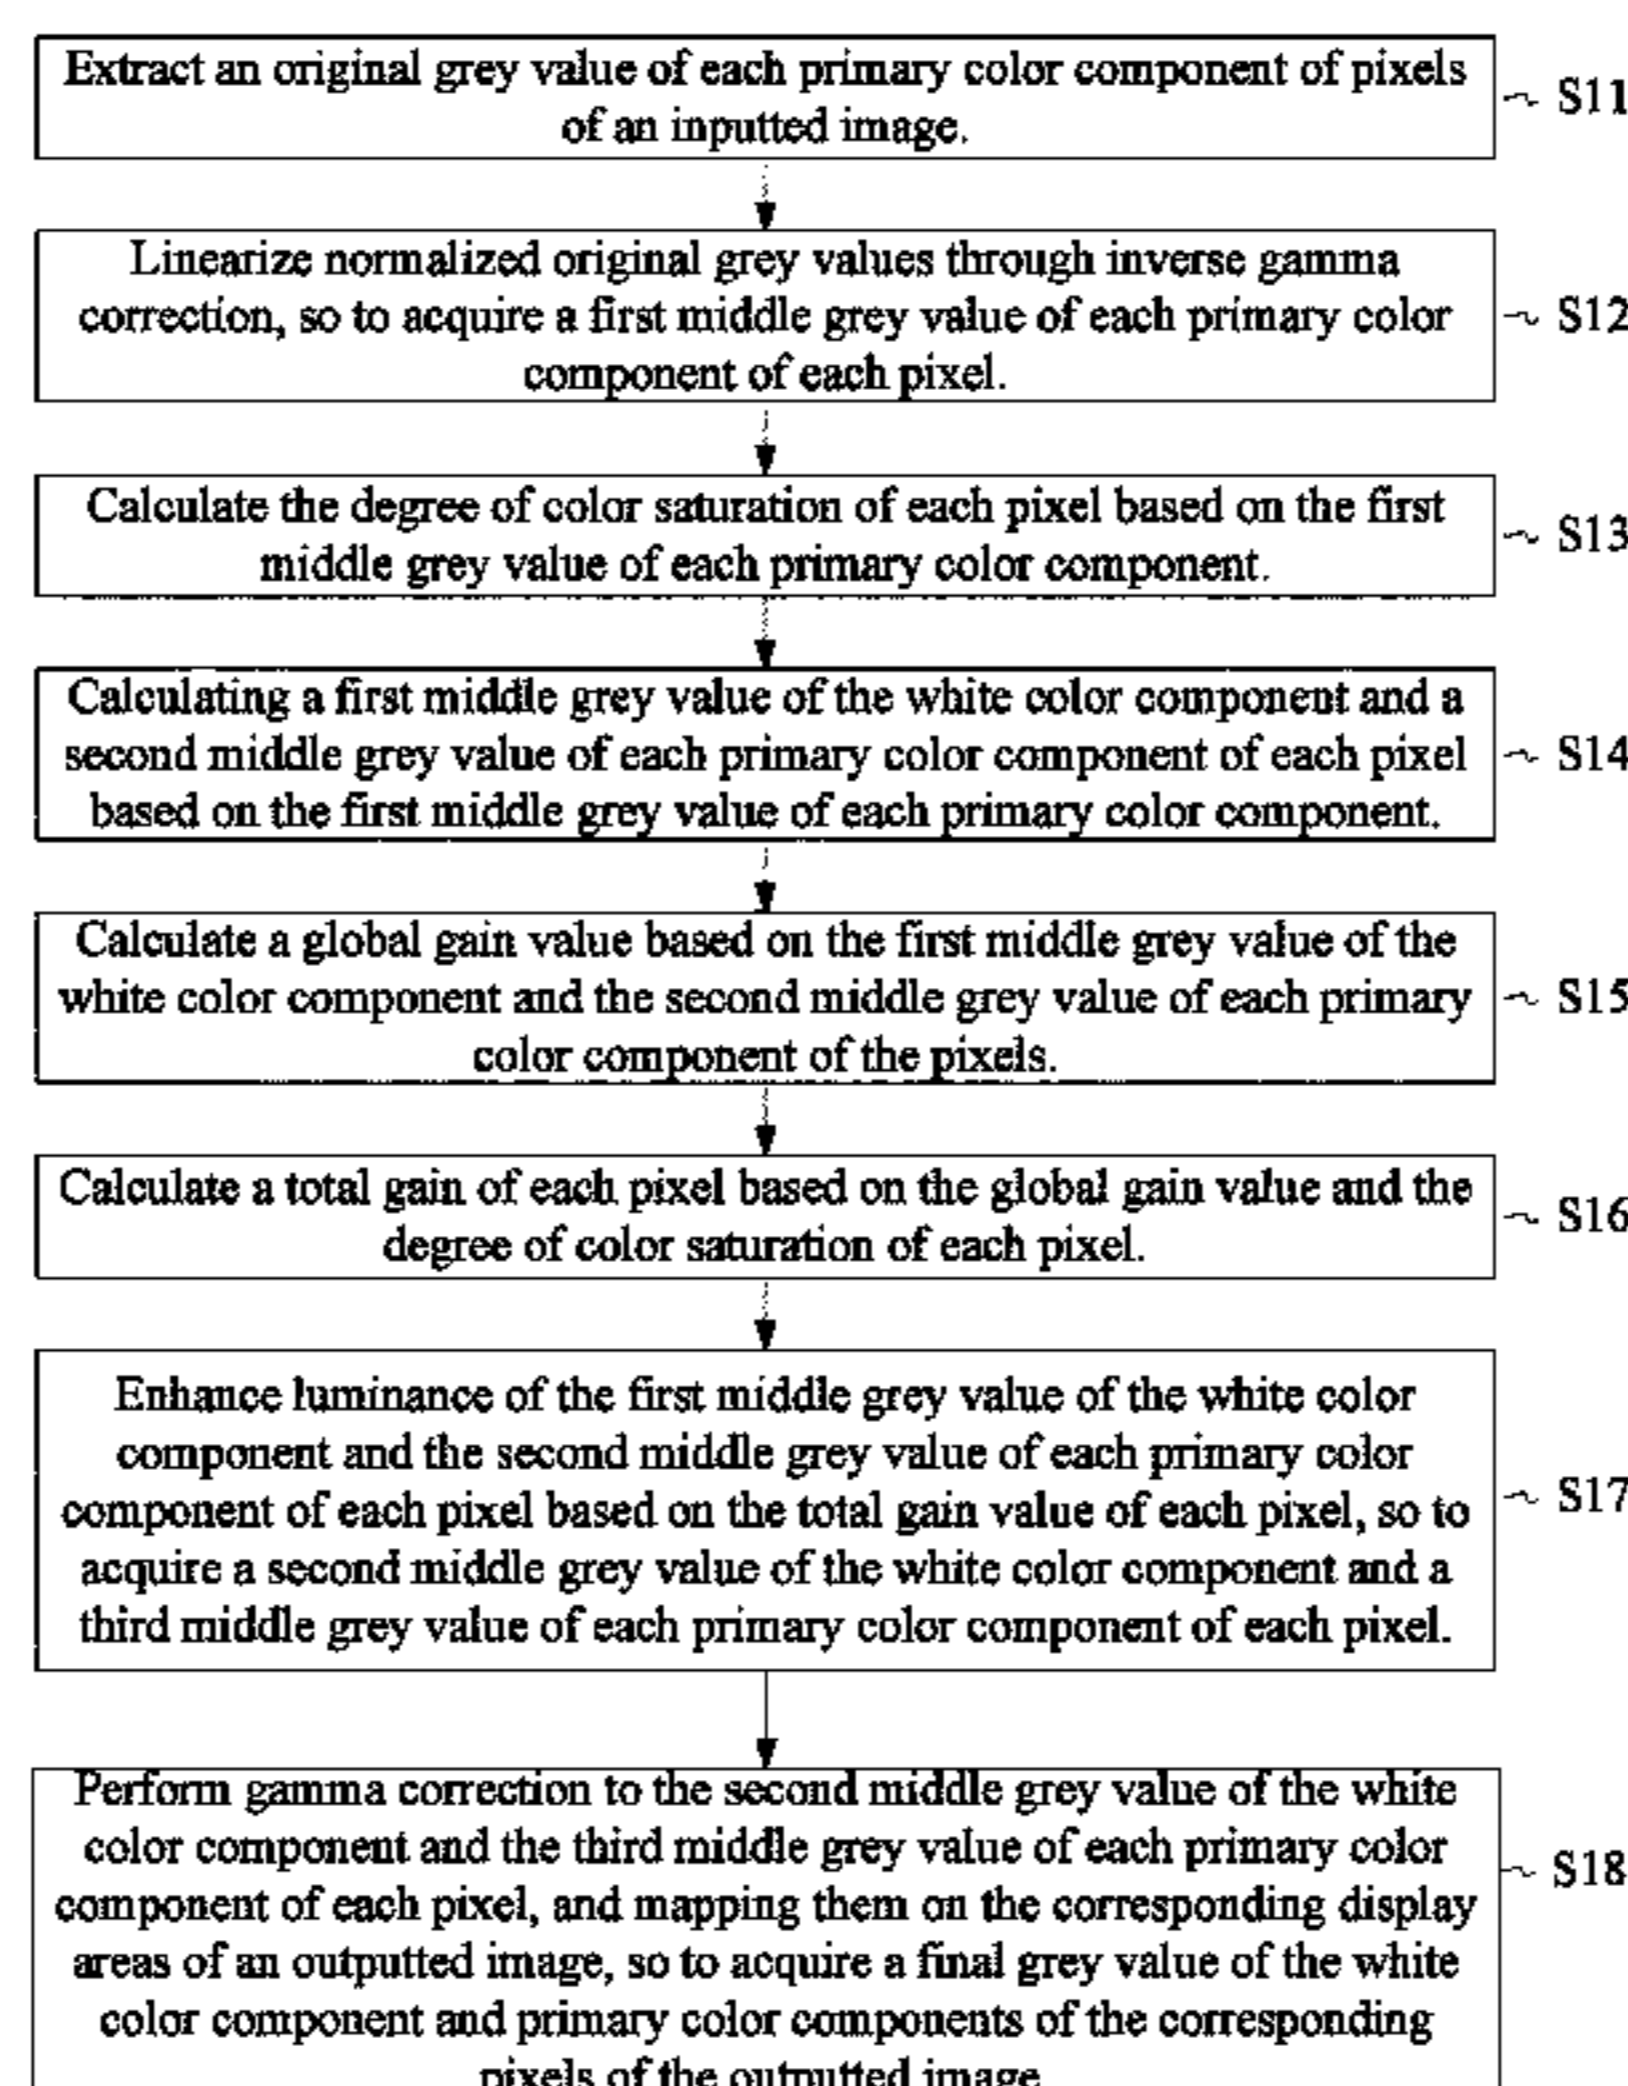 Extract an original grey value of each primary color component of pixels
of an inputted image.
S11
Linearize normalized original grey values through inverse gamma
correction, so to acquire a first middle grey value of each primary color
component of each pixel.
S12
Calculate the degree of color saturation of each pixel based on the first
middle grey value of each primary color component.
S13
Calculating a first middle grey value of the white color component and a
second middle grey value of each primary color component of each pixel
based on the first middle grey value of each primary color component.
S14
Calculate a global gain value based on the first middle grey value of the
white color component and the second middle grey value of each primary
color component of the pixels.
S15
Calculate a total gain of each pixel based on the global gain value and the
degree of color saturation of each pixel.
S16
Enhance luminance of the first middle grey value of the white color
component and the second middle grey value of each primary color
component of each pixel based on the total gain value of each pixel, so to
acquire a second middle grey value of the white color component and a
third middle grey value of each primary color component of each pixel.
S17
Perform gamma correction to the second middle grey value of the white
color component and the third middle grey value of each primary color
component of each pixel, and mapping them on the corresponding display
areas of an outputted image, so to acquire a final grey value of the white
color component and primary color components of the corresponding
pixels of the outputted image
S18